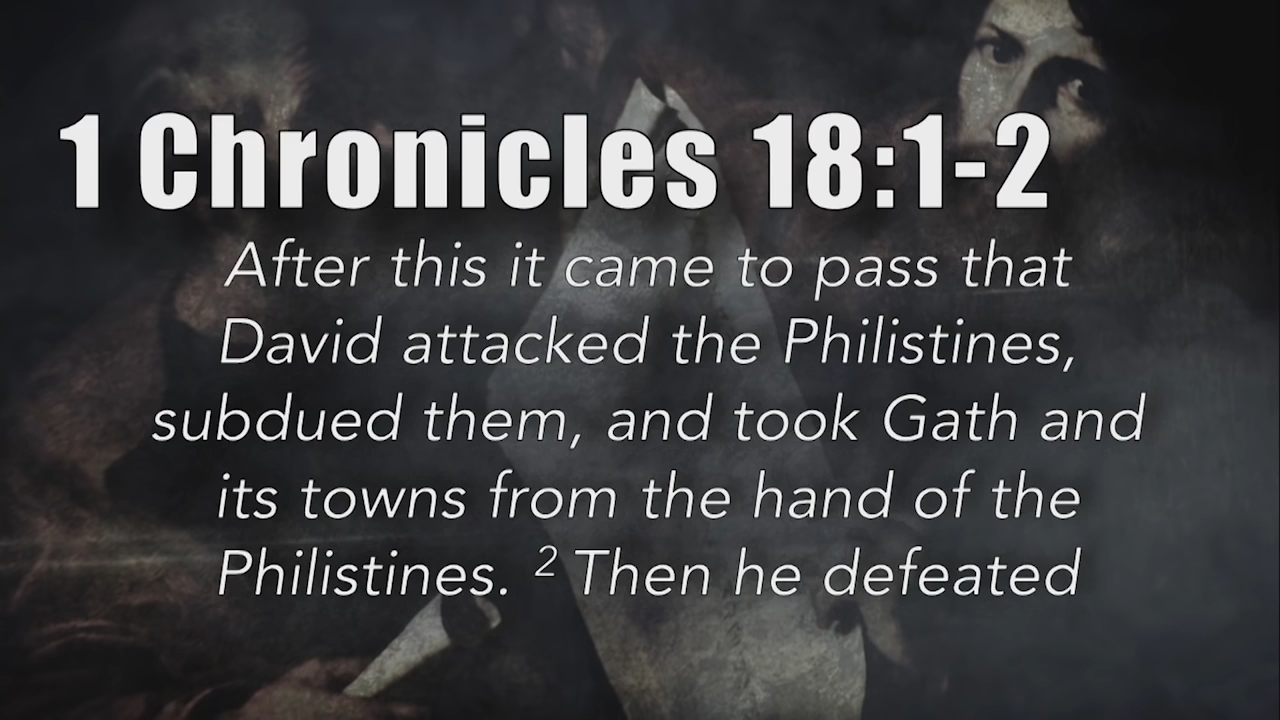 1 Chronicles 18:1-2
After this it came to pass that
David attacked the Philistines,
subdued them, and took Gath and
its towns from the hand of the
Philistines. ² Then he defeated